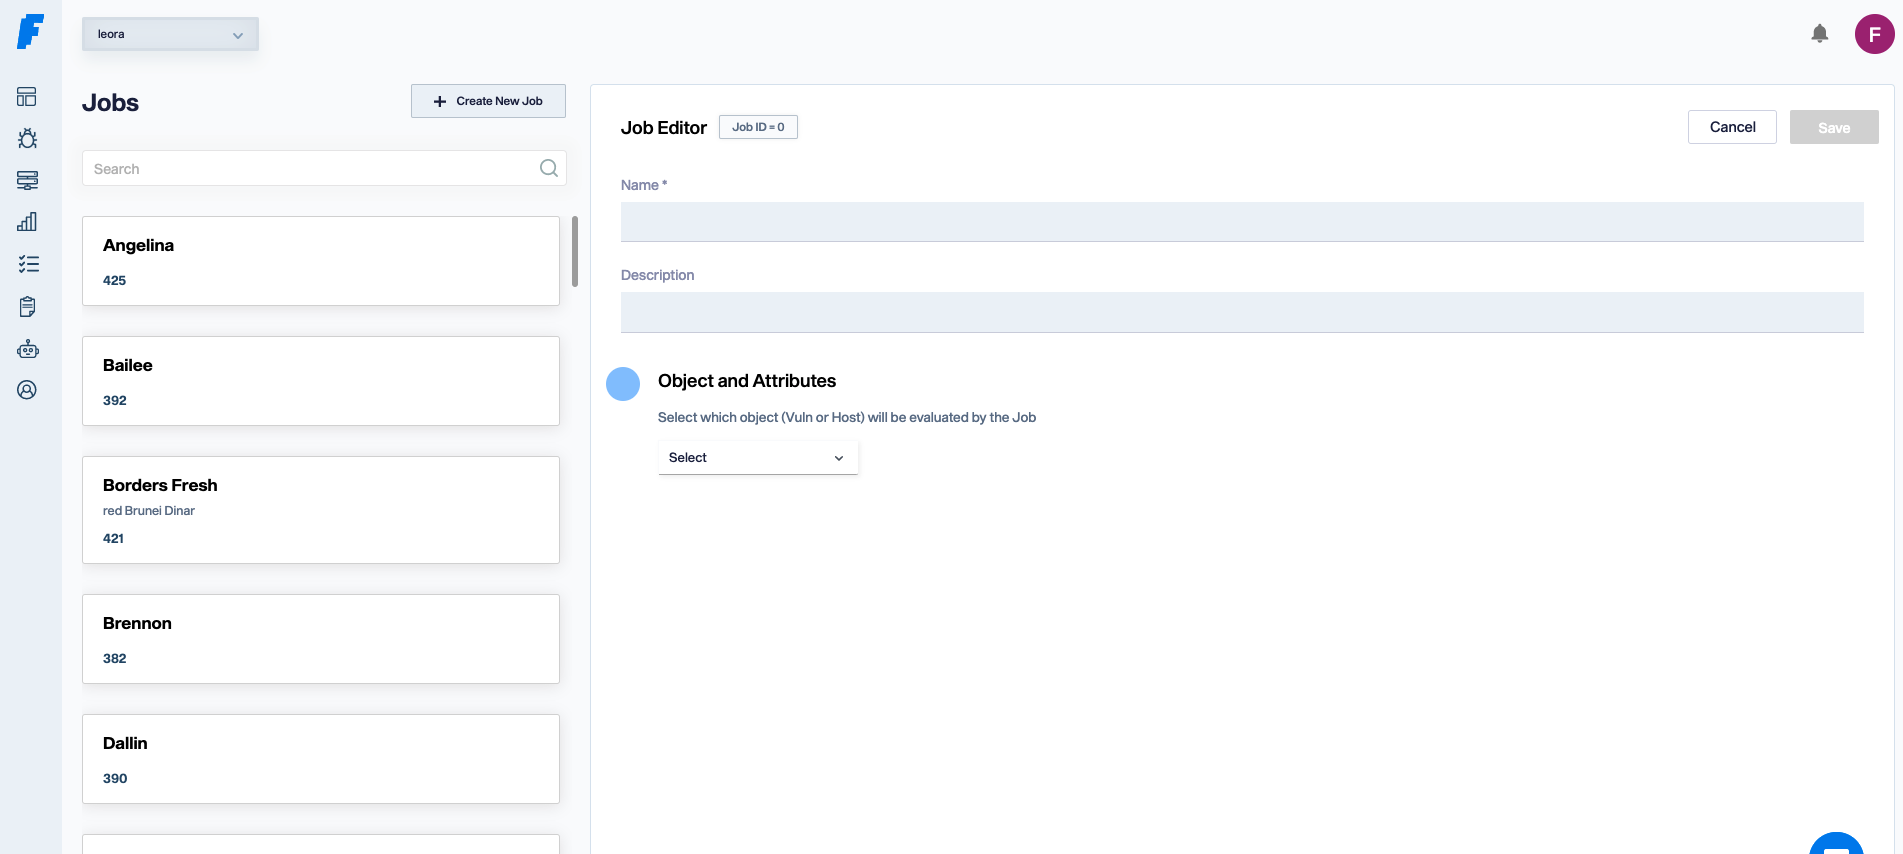 leora
F
Jobs
Create New Job
Search
Angelina
425
Bailee
392
Borders Fresh
red Brunei Dinar
421
Brennon
382
Dallin
390
Job Editor
Job ID = 0
Cancel
Save
Name *
Description
Object and Attributes
Select which object (Vuln or Host) will be evaluated by the Job
Select